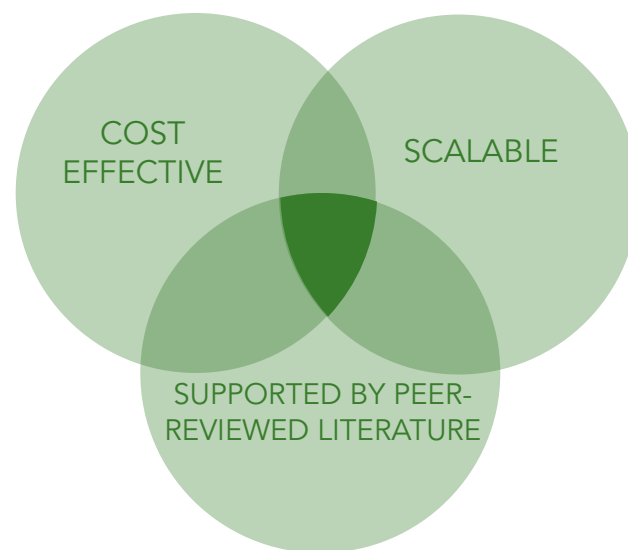 COST
EFFECTIVE
SCALABLE
SUPPORTED BY PEER-
REVIEWED LITERATURE